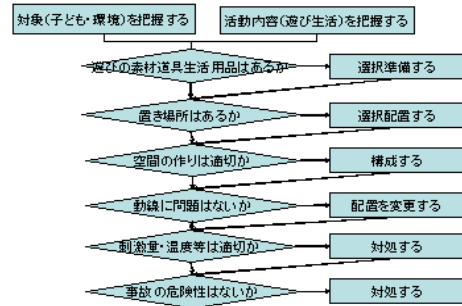 対象(子ども・環境)を把握する
活動内容(遊び生活)を把握する
遊びの素材道具生活用品はあるか
選択準備する
置き場所はあるか
選択配置する
空間の作りは適切か
構成する
動線に問題はないか
配置を変更する
刺激量・温度等は適切か
対処する
事故の危険性はないか
対処する